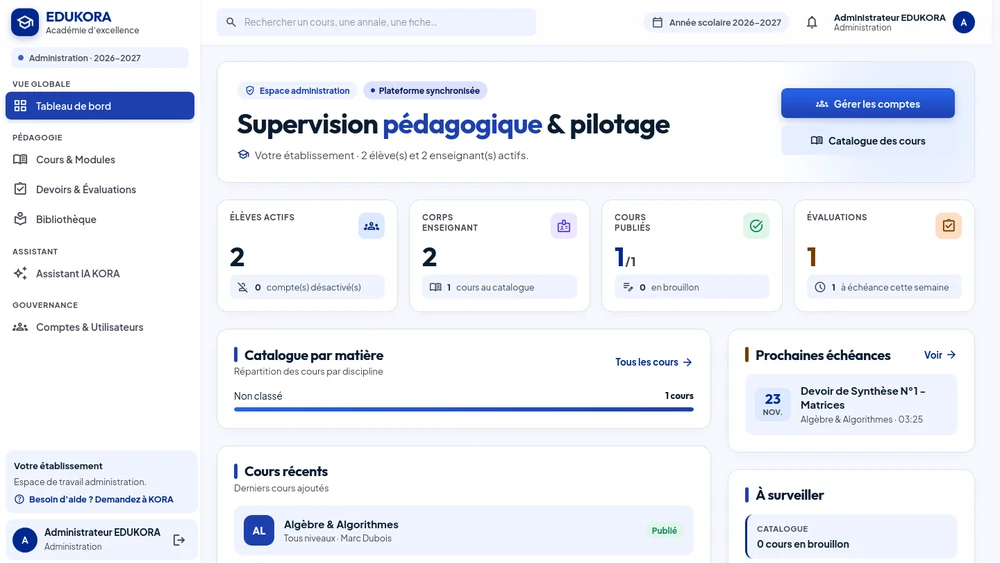 EDUKORA
Académie d'excellence
Administration · 2026–2027
VUE GLOBALE
Tableau de bord
PÉDAGOGIE
Cours & Modules
Devoirs & Évaluations
Bibliothèque
ASSISTANT
Assistant IA KORA
GOUVERNANCE
Comptes & Utilisateurs
Votre établissement
Espace de travail administration.
Besoin d'aide ? Demandez à KORA
A
Administrateur EDUKORA
Administration
Rechercher un cours, une annale, une fiche...
Année scolaire 2026–2027
Administrateur EDUKORA
Administration
A
Espace administration
Plateforme synchronisée
Supervision pédagogique & pilotage
Votre établissement · 2 élève(s) et 2 enseignant(s) actifs.
Gérer les comptes
Catalogue des cours
ÉLÈVES ACTIFS
2
0 compte(s) désactivé(s)
CORPS
ENSEIGNANT
2
1 cours au catalogue
COURS
PUBLIÉS
1/1
0 en brouillon
ÉVALUATIONS
1
1 à échéance cette semaine
Catalogue par matière
Répartition des cours par discipline
Tous les cours
Non classé
1 cours
Prochaines échéances
Voir
23
NOV.
Devoir de Synthèse N°1 –
Matrices
Algèbre & Algorithmes · 03:25
Cours récents
Derniers cours ajoutés
AL
Algèbre & Algorithmes
Tous niveaux · Marc Dubois
Publié
À surveiller
CATALOGUE
0 cours en brouillon